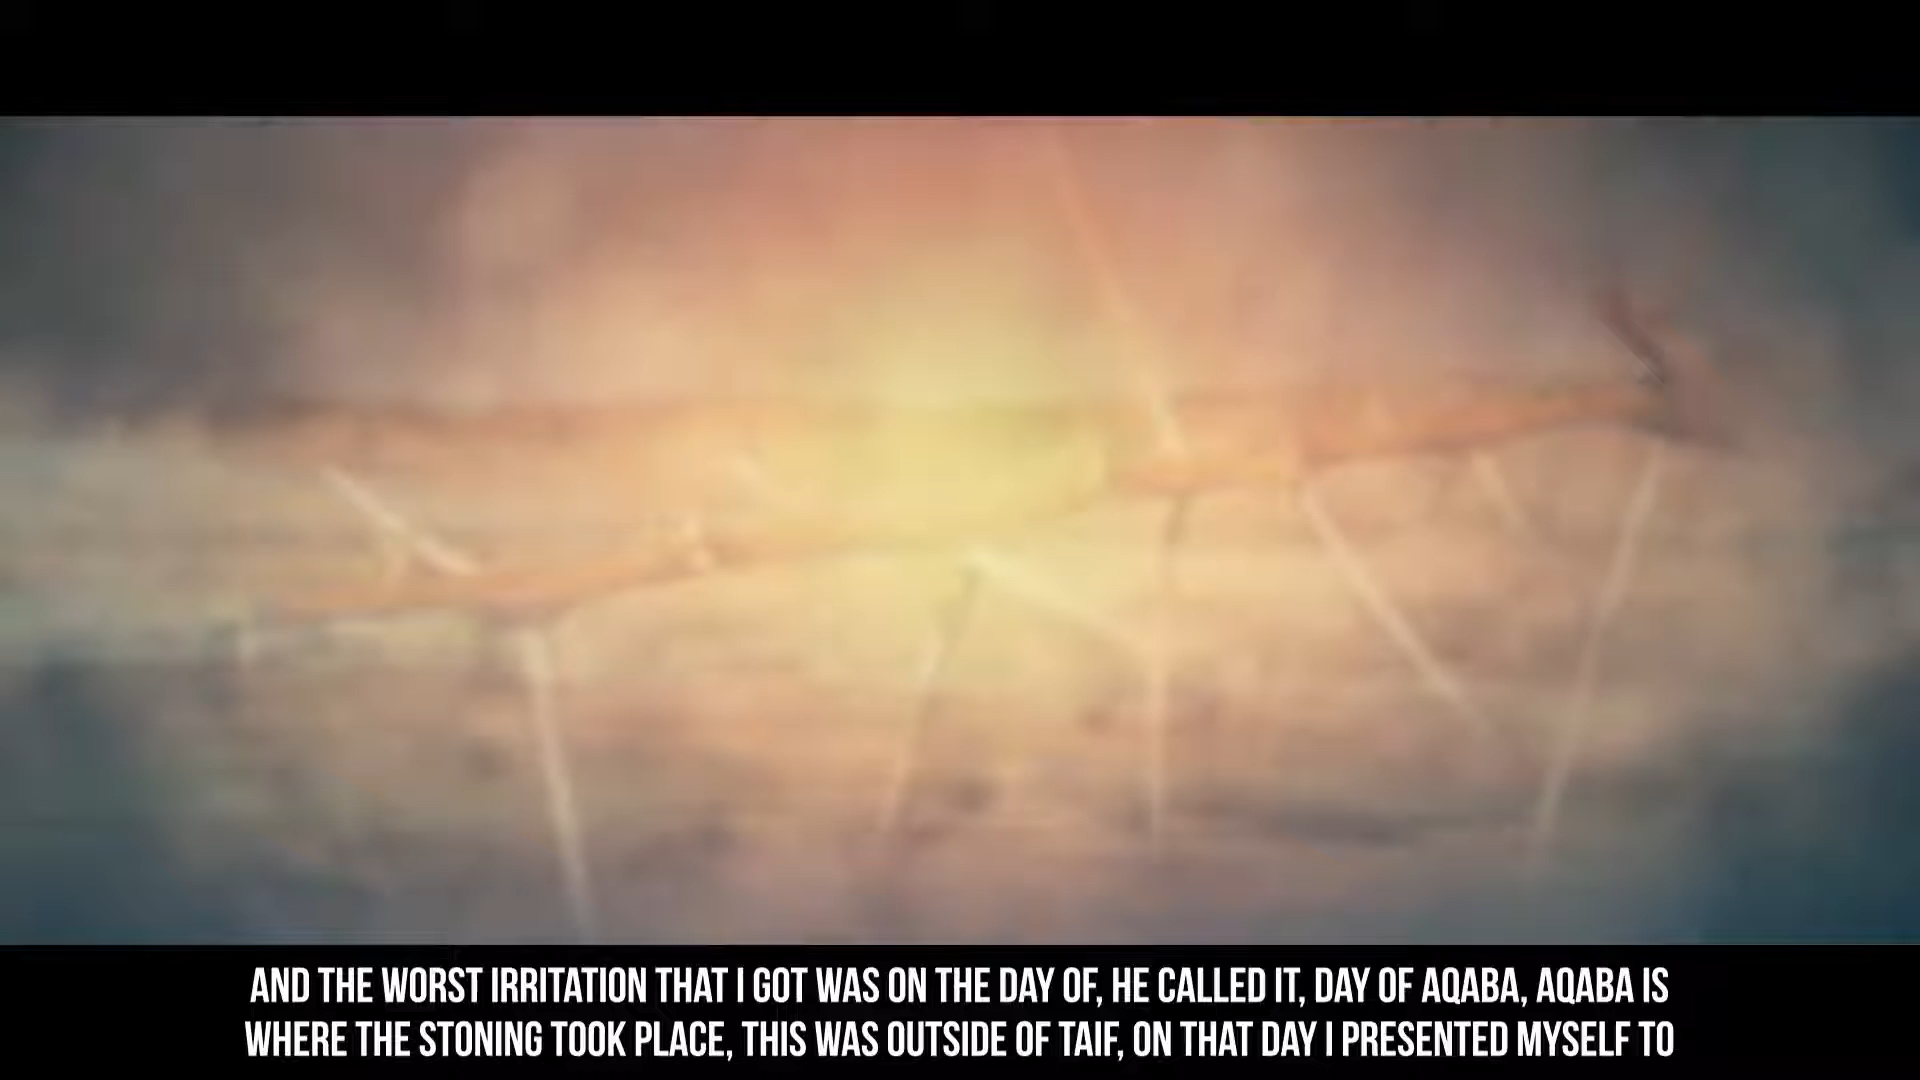 AND THE WORST IRRITATION THAT I GOT WAS ON THE DAY OF, HE CALLED IT, DAY OF AQABA, AQABA IS
WHERE THE STONING TOOK PLACE, THIS WAS OUTSIDE OF TAIF, ON THAT DAY I PRESENTED MYSELF TO